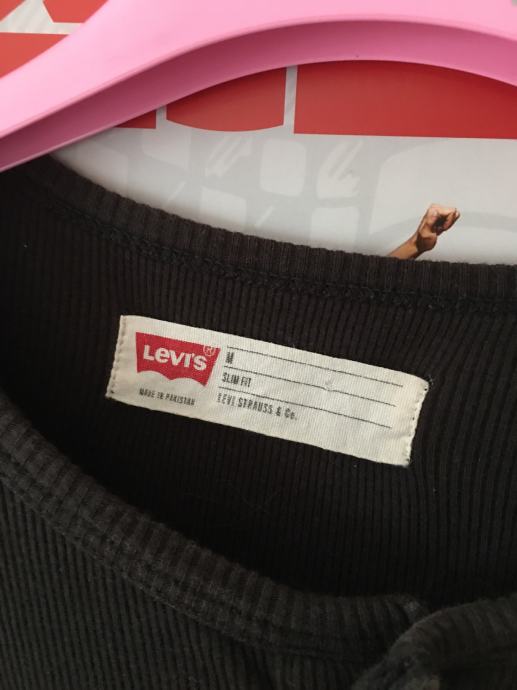 LEVI'S®
MADE IN PAKISTAN
M
SLIM FIT
LEVI STRAUSS & Co.